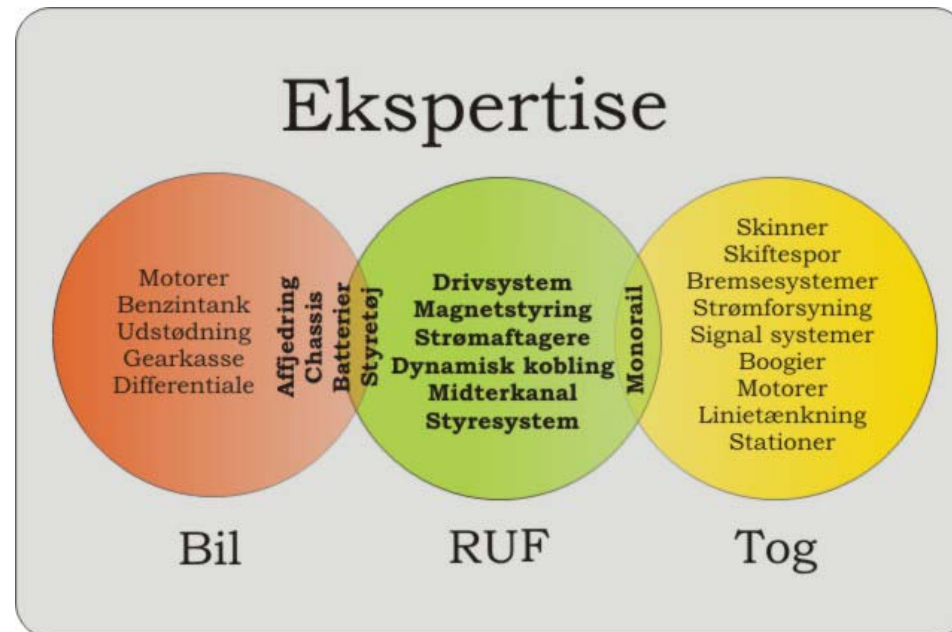 Ekspertise
Motorer
Benzintank
Udstødning
Gearkasse
Differentiale
Affjedring
Chassis
Batterier
Styretøj
Drivsystem
Magnetstyring
Strømaftagere
Dynamisk kobling
Midterkanal
Styresystem
Monorail
Skinner
Skiftespor
Bremsesystemer
Strømforsyning
Signal systemer
Boogier
Motorer
Linietænkning
Stationer
Bil
RUF
Tog